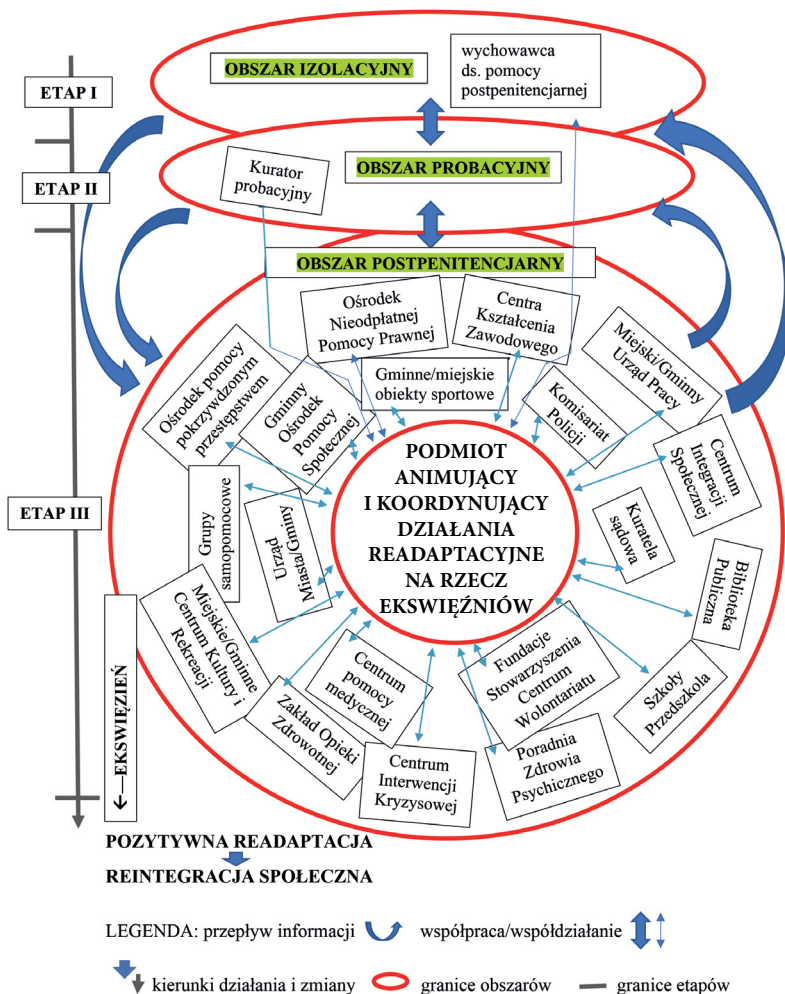 ETAP I
OBSZAR IZOLACYJNY
wychowawca
ds. pomocy
postpenitencjarnej
ETAP II
Kurator
probacyjny
OBSZAR PROBACYJNY
OBSZAR POSTPENITENCJARNY
Ośrodek
Nieodpłatnej
Pomocy Prawnej
Centra
Kształcenia
Zawodowego
Miejski/Gminny
Urząd Pracy
Gminne/miejskie
obiekty sportowe
Komisariat
Policji
Ośrodek pomocy
pokrzywdzonym
przestępstwem
Gminny
Ośrodek
Pomocy
Społecznej
Centrum
Integracji
Społecznej
ETAP III
Grupy
samopomocowe
Urząd
Miasta/Gminy
PODMIOT
ANIMUJĄCY
I KOORDYNUJĄCY
DZIAŁANIA
READAPTACYJNE
NA RZECZ
EKSWIĘŹNIÓW
Kuratela
sądowa
Biblioteka
Publiczna
Miejskie/Gminne
Centrum Kultury i
Rekreacji
Centrum
pomocy
medycznej
Fundacje
Stowarzyszenia
Centrum
Wolontariatu
Szkoły
Przedszkola
Zakład Opieki
Zdrowotnej
Centrum
Interwencji
Kryzysowej
Poradnia
Zdrowia
Psychicznego
←—EKSWIĘZIEŃ
POZYTYWNA READAPTACJA
REINTEGRACJA SPOŁECZNA
LEGENDA: przepływ informacji współpraca/współdziałanie
kierunki działania i zmiany granice obszarów granice etapów